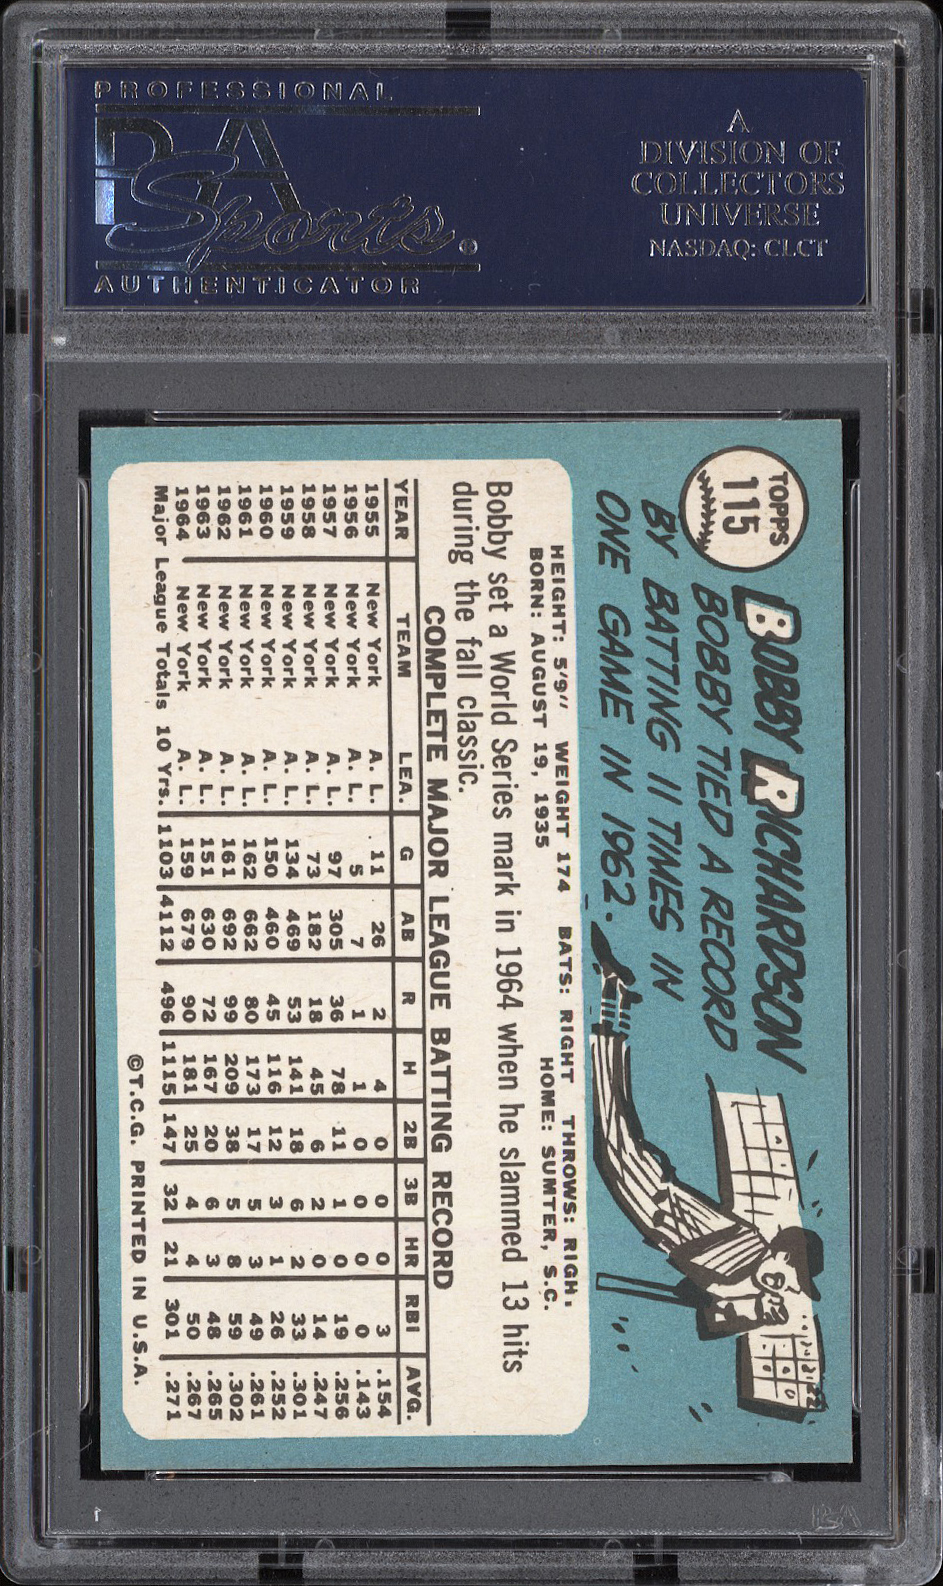 PROFESSIONAL
PSA
Sports®
AUTHENTICATOR
A
DIVISION OF
COLLECTORS
UNIVERSE
NASDAQ: CLCT
TOPPS
115
BOBBY RICHARDSON
BOBBY TIED A RECORD
BY BATTING 11 TIMES IN
ONE GAME IN 1962.
HEIGHT: 5'9" WEIGHT 174 BATS: RIGHT THROWS: RIGH.
BORN: AUGUST 19, 1935 HOME: SUMTER, S.C.
Bobby set a World Series mark in 1964 when he slammed 13 hits
during the fall classic.
COMPLETE MAJOR LEAGUE BATTING RECORD
YEAR TEAM LEA. G AB R H 2B 3B HR RBI AVG.
1955 New York A. L. 11 26 2 4 0 0 0 3 .154
1956 New York A. L. 5 7 1 1 0 0 0 0 .143
1957 New York A. L. 97 305 36 78 11 1 0 19 .256
1958 New York A. L. 73 182 18 45 6 2 0 14 .247
1959 New York A. L. 134 469 53 141 18 6 2 33 .301
1960 New York A. L. 150 460 45 116 12 3 1 26 .252
1961 New York A. L. 162 662 80 173 17 5 3 49 .261
1962 New York A. L. 161 692 99 209 38 5 8 59 .302
1963 New York A. L. 151 630 72 167 20 6 3 48 .265
1964 New York A. L. 159 679 90 181 25 4 4 50 .267
Major League Totals 10 Yrs. 1103 4112 496 1115 147 32 21 301 .271
©T.C.G. PRINTED IN U.S.A.
1